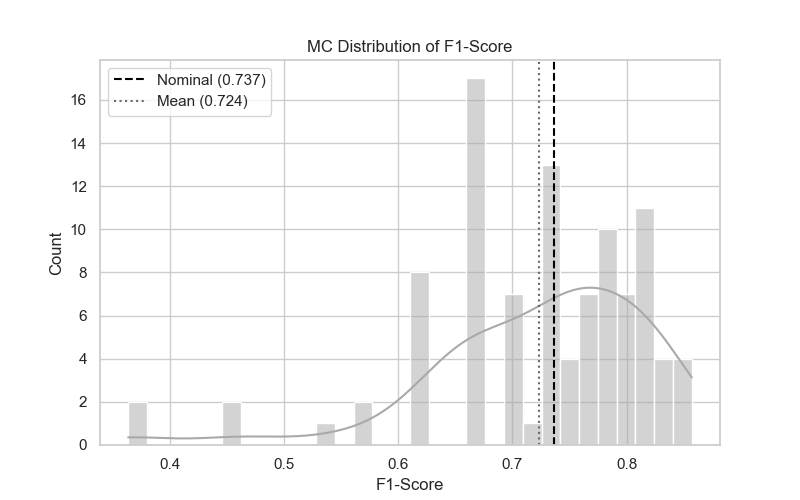 MC Distribution of F1-Score
Nominal (0.737)
Mean (0.724)
16
14
12
10
8
6
4
2
0
Count
0.4 0.5 0.6 0.7 0.8
F1-Score